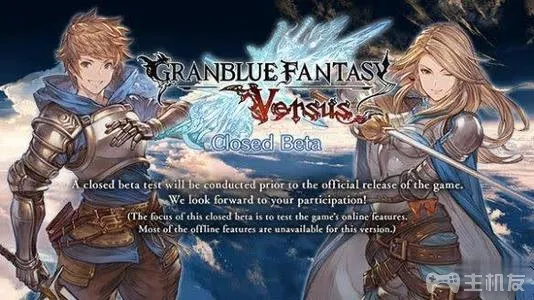 GRANBLUE FANTASY
Versus
Closed Beta
A closed beta test will be conducted prior to the official release of the game.
We look forward to your participation!
(The focus of this closed beta is to test the game's online features.
Most of the offline features are unavailable for this version.)
主机友